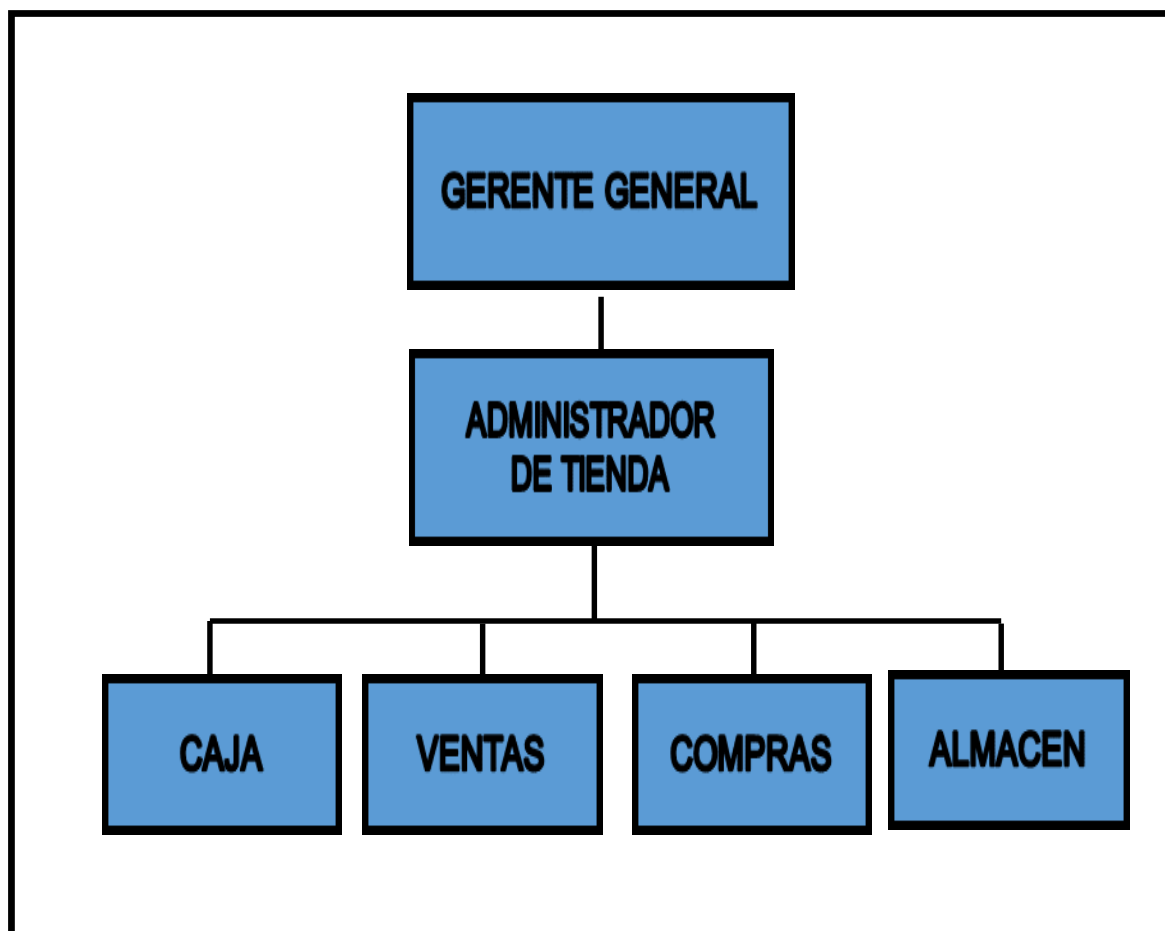 GERENTE GENERAL
ADMINISTRADOR
DE TIENDA
CAJA
VENTAS
COMPRAS
ALMACEN